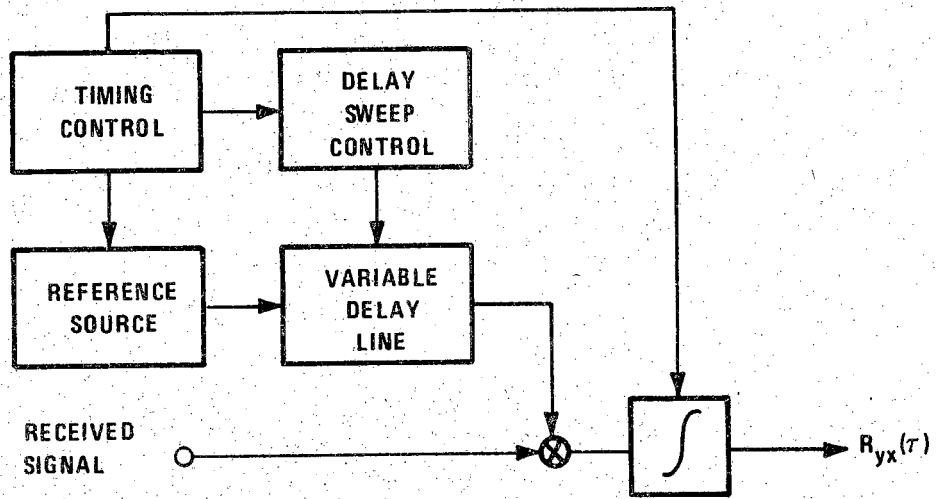 TIMING
CONTROL
DELAY
SWEEP
CONTROL
REFERENCE
SOURCE
VARIABLE
DELAY
LINE
RECEIVED
SIGNAL
∫
R_yx(τ)